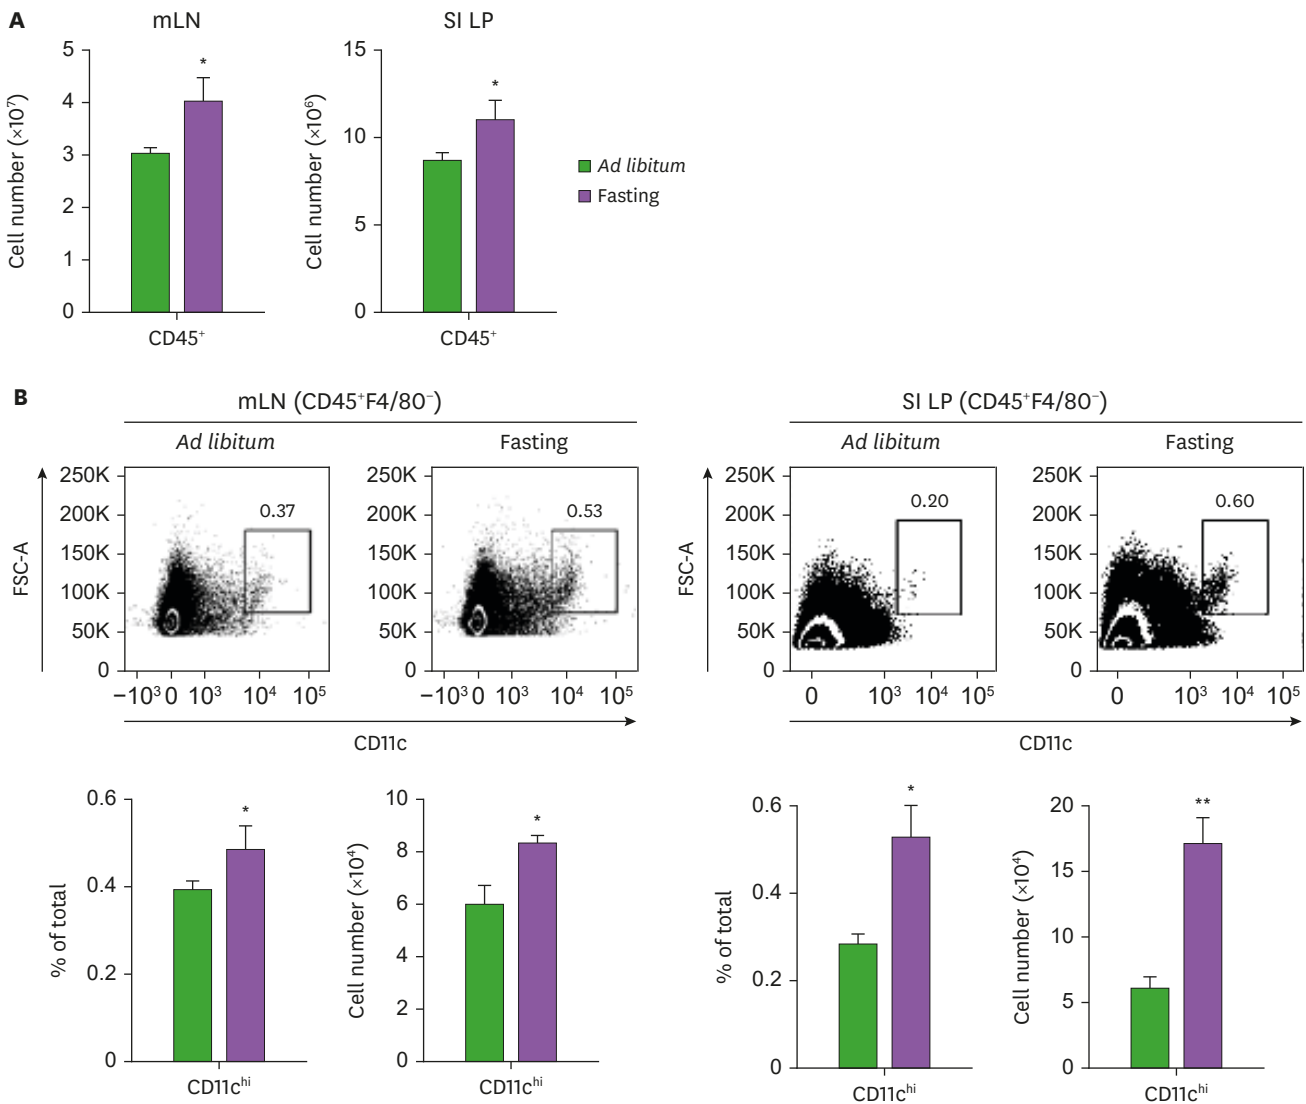 A
mLN
SI LP
5
4
3
2
1
0
Cell number (×10⁷)
*
CD45⁺
15
10
5
0
Cell number (×10⁶)
*
CD45⁺
Ad libitum
Fasting
B
mLN (CD45⁺F4/80⁻)
SI LP (CD45⁺F4/80⁻)
Ad libitum
Fasting
Ad libitum
Fasting
250K
200K
150K
100K
50K
0
FSC-A
0.37
−10³ 0 10³ 10⁴ 10⁵
250K
200K
150K
100K
50K
0
0.53
−10³ 0 10³ 10⁴ 10⁵
CD11c
250K
200K
150K
100K
50K
0
FSC-A
0.20
0 10³ 10⁴ 10⁵
250K
200K
150K
100K
50K
0
0.60
0 10³ 10⁴ 10⁵
CD11c
0.6
0.4
0.2
0
% of total
*
CD11cʰⁱ
10
8
6
4
2
0
Cell number (×10⁴)
*
CD11cʰⁱ
0.6
0.4
0.2
0
% of total
*
CD11cʰⁱ
20
15
10
5
0
Cell number (×10⁴)
**
CD11cʰⁱ